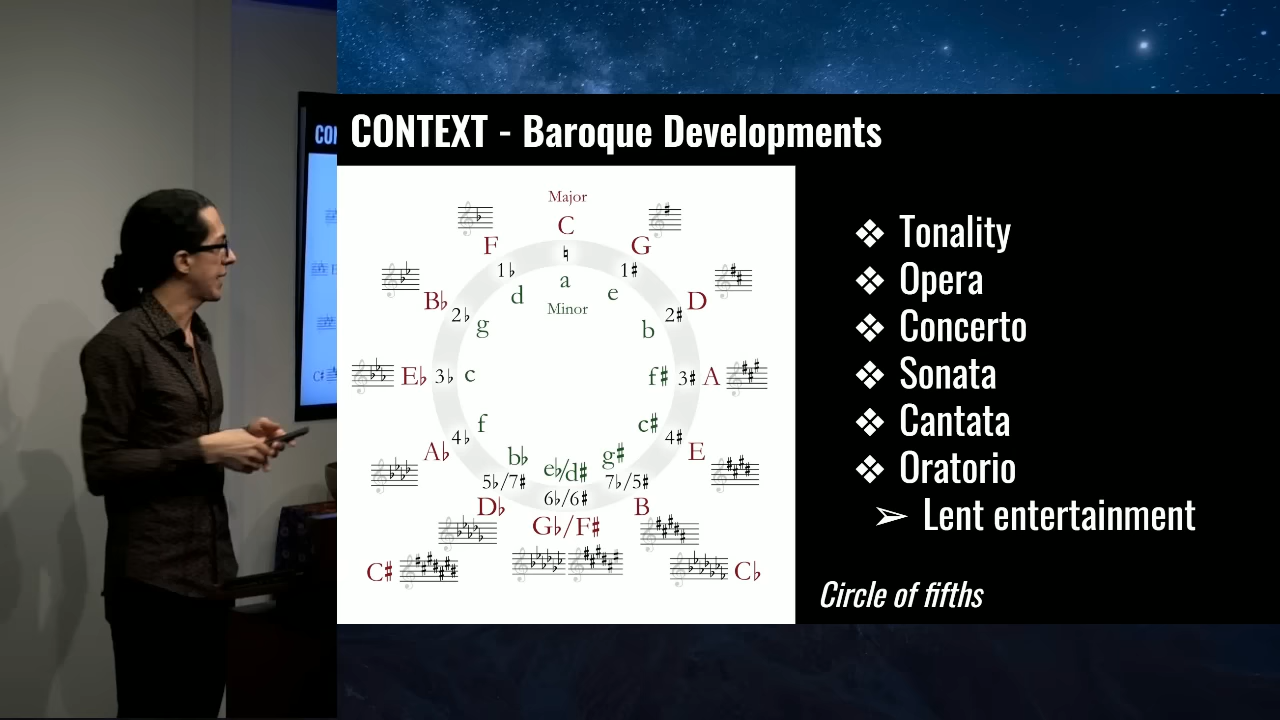 CON
CONTEXT - Baroque Developments
Major
C
F
G
1♭
♮
1♯
d
a
e
Minor
B♭
D
2♭
2♯
g
b
E♭ 3♭ c
f♯ 3♯ A
f
c♯
4♭
4♯
A♭
E
b♭
e♭/d♯
g♯
5♭/7♯
6♭/6♯
7♭/5♯
D♭
G♭/F♯
B
C♯
C♭
❖ Tonality
❖ Opera
❖ Concerto
❖ Sonata
❖ Cantata
❖ Oratorio
➢ Lent entertainment
Circle of fifths
C♯